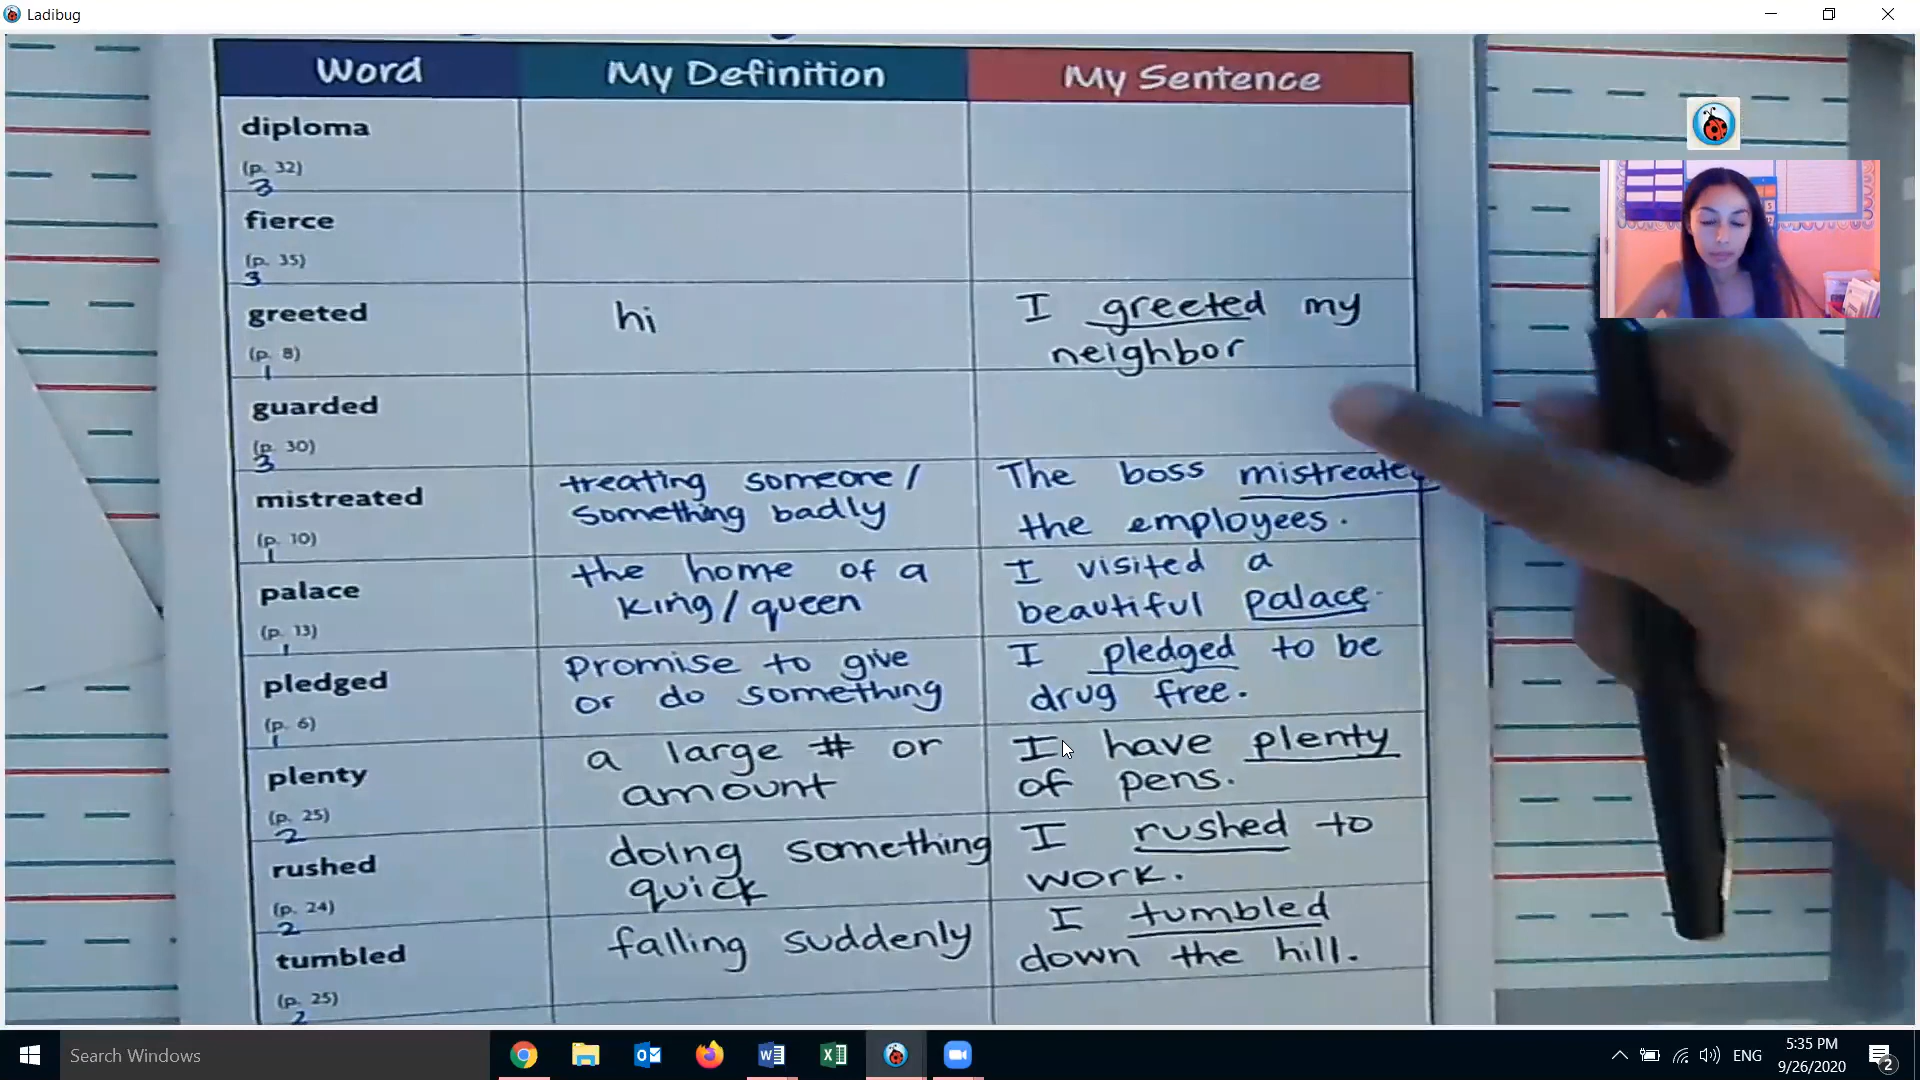 Ladibug
Word
My Definition
My Sentence
diploma
(p. 32)
3
fierce
(p. 35)
3
greeted
(p. 8)
1
hi
I greeted my
neighbor
guarded
(p. 30)
3
mistreated
(p. 10)
1
treating someone/
something badly
The boss mistreated
the employees.
palace
(p. 13)
1
the home of a
king/queen
I visited a
beautiful palace.
pledged
(p. 6)
1
Promise to give
or do something
I pledged to be
drug free.
plenty
(p. 25)
2
a large # or
amount
I have plenty
of pens.
rushed
(p. 24)
2
doing something
quick
I rushed to
work.
tumbled
(p. 25)
2
falling suddenly
I tumbled
down the hill.
Search Windows
ENG
5:35 PM
9/26/2020
2